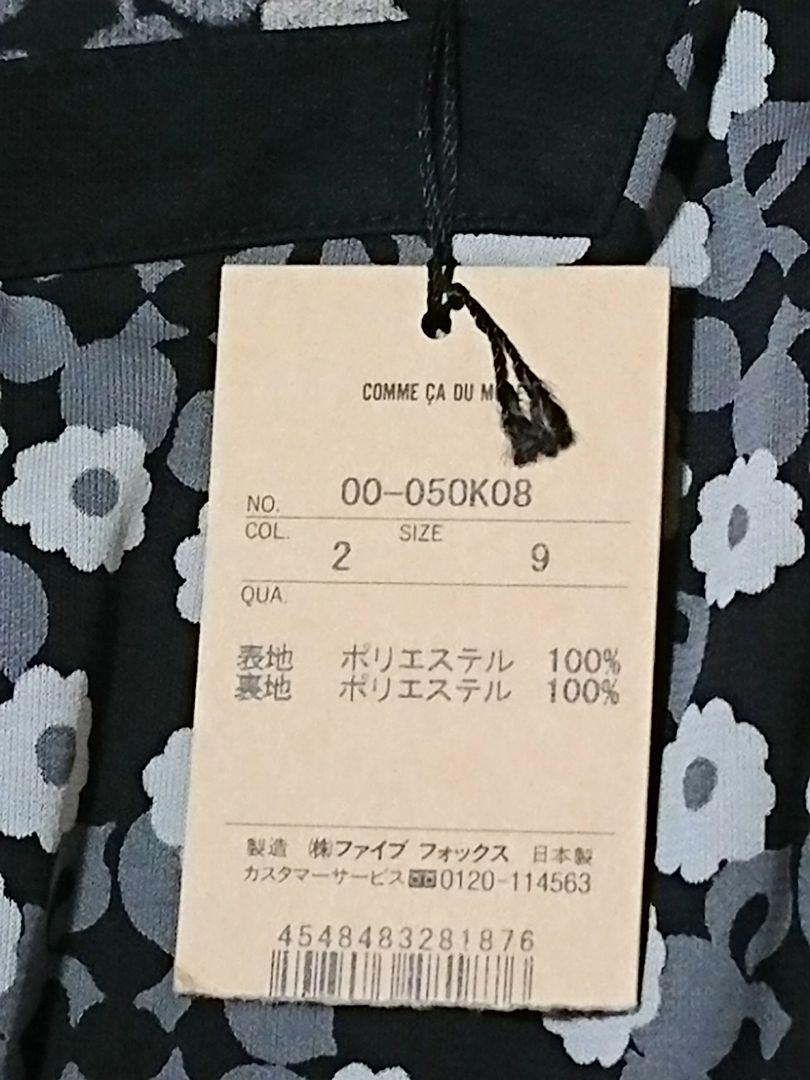 COMME ÇA DU
NO. 00-050K08
COL. 2 SIZE 9
QUA.
表地 ポリエステル 100%
裏地 ポリエステル 100%
製造 ㈱ファイブ フォックス 日本製
カスタマーサービス 0120-114563
4548483281876